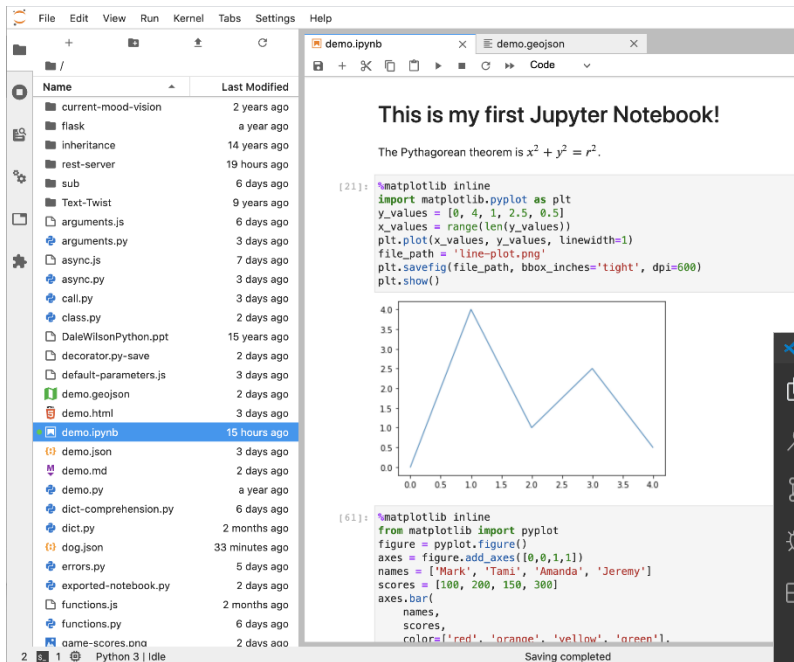 File Edit View Run Kernel Tabs Settings Help
demo.ipynb
demo.geojson
Code
/
Name Last Modified
current-mood-vision 2 years ago
flask a year ago
inheritance 14 years ago
rest-server 19 hours ago
sub 6 days ago
Text-Twist 9 years ago
arguments.js 6 days ago
arguments.py 3 days ago
async.js 7 days ago
async.py 3 days ago
call.py 3 days ago
class.py 2 days ago
DaleWilsonPython.ppt 15 years ago
decorator.py-save 2 days ago
default-parameters.js 3 days ago
demo.geojson 2 days ago
demo.html 3 days ago
demo.ipynb 15 hours ago
demo.json 3 days ago
demo.md 2 days ago
demo.py a year ago
dict-comprehension.py 6 days ago
dict.py 2 months ago
dog.json 33 minutes ago
errors.py 5 days ago
exported-notebook.py 2 days ago
functions.js 2 months ago
functions.py 6 days ago
game-scores.png 2 days ago
This is my first Jupyter Notebook!
The Pythagorean theorem is x² + y² = r².
[21]: %matplotlib inline
import matplotlib.pyplot as plt
y_values = [0, 4, 1, 2.5, 0.5]
x_values = range(len(y_values))
plt.plot(x_values, y_values, linewidth=1)
file_path = 'line-plot.png'
plt.savefig(file_path, bbox_inches='tight', dpi=600)
plt.show()
4.0
3.5
3.0
2.5
2.0
1.5
1.0
0.5
0.0
0.0 0.5 1.0 1.5 2.0 2.5 3.0 3.5 4.0
[61]: %matplotlib inline
from matplotlib import pyplot
figure = pyplot.figure()
axes = figure.add_axes([0,0,1,1])
names = ['Mark', 'Tami', 'Amanda', 'Jeremy']
scores = [100, 200, 150, 300]
axes.bar(
names,
scores,
color=['red', 'orange', 'yellow', 'green'],
2 1 Python 3 | Idle Saving completed